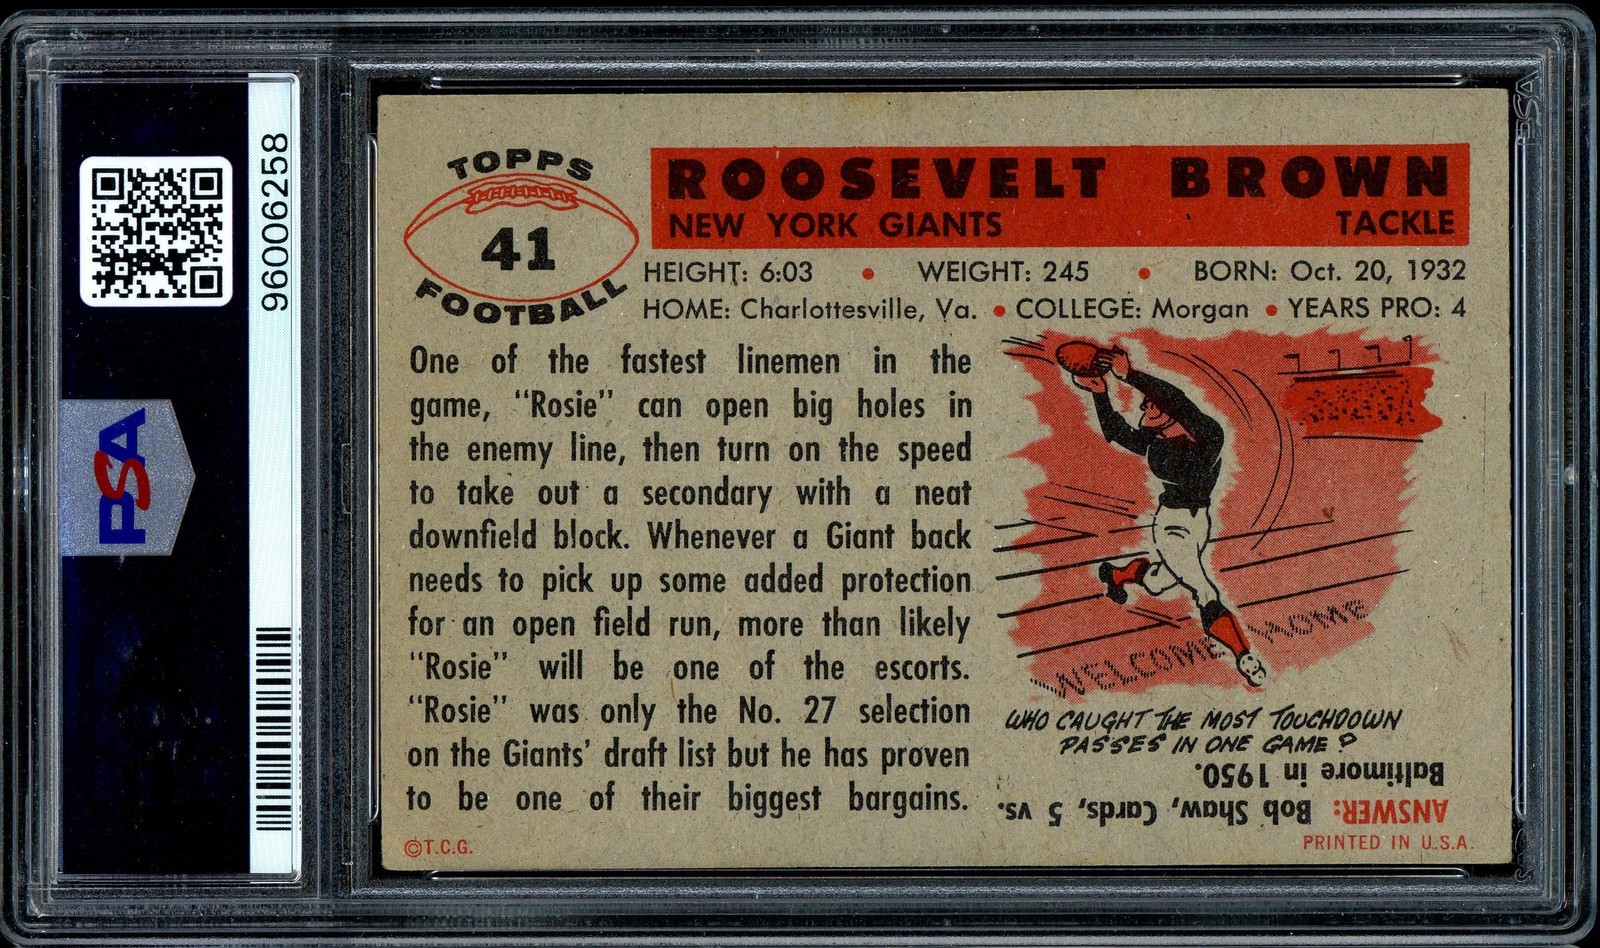 96006258
PSA
TOPPS
41
FOOTBALL
ROOSEVELT BROWN
NEW YORK GIANTS TACKLE
HEIGHT: 6:03 • WEIGHT: 245 • BORN: Oct. 20, 1932
HOME: Charlottesville, Va. • COLLEGE: Morgan • YEARS PRO: 4
One of the fastest linemen in the
game, "Rosie" can open big holes in
the enemy line, then turn on the speed
to take out a secondary with a neat
downfield block. Whenever a Giant back
needs to pick up some added protection
for an open field run, more than likely
"Rosie" will be one of the escorts.
"Rosie" was only the No. 27 selection
on the Giants' draft list but he has proven
to be one of their biggest bargains.
WELCOME HOME
WHO CAUGHT THE MOST TOUCHDOWN
PASSES IN ONE GAME?
ANSWER: Bob Shaw, Cards, 5 vs.
Baltimore in 1950.
©T.C.G.
PRINTED IN U.S.A.
PSA